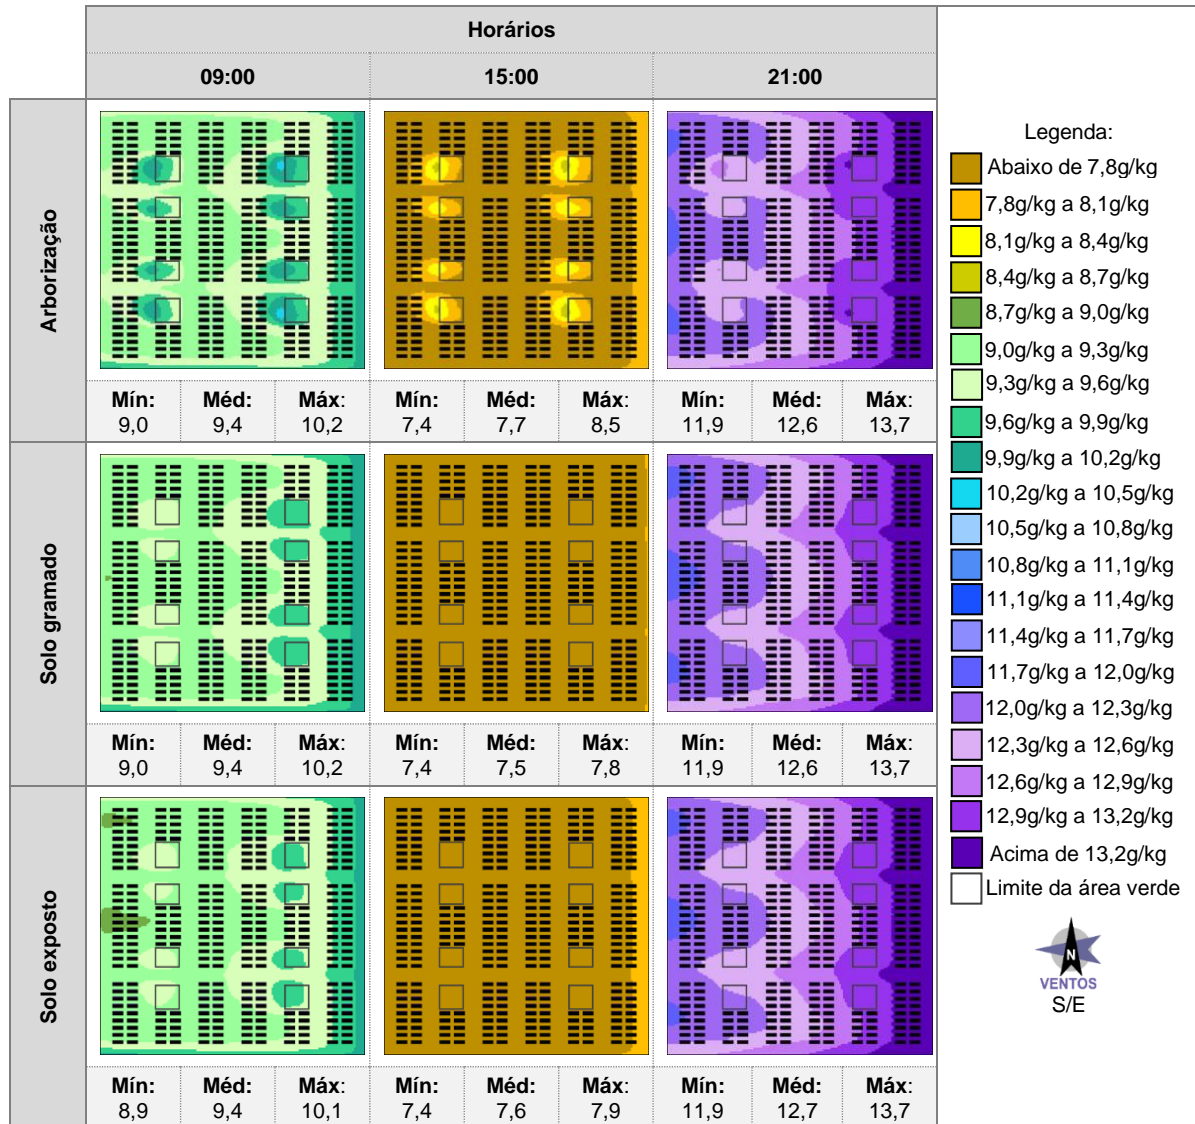 Horários
09:00 15:00 21:00
Arborização
Mín: Méd: Máx: Mín: Méd: Máx: Mín: Méd: Máx:
9,0 9,4 10,2 7,4 7,7 8,5 11,9 12,6 13,7
Solo gramado
Mín: Méd: Máx: Mín: Méd: Máx: Mín: Méd: Máx:
9,0 9,4 10,2 7,4 7,5 7,8 11,9 12,6 13,7
Solo exposto
Mín: Méd: Máx: Mín: Méd: Máx: Mín: Méd: Máx:
8,9 9,4 10,1 7,4 7,6 7,9 11,9 12,7 13,7
Legenda:
Abaixo de 7,8g/kg
7,8g/kg a 8,1g/kg
8,1g/kg a 8,4g/kg
8,4g/kg a 8,7g/kg
8,7g/kg a 9,0g/kg
9,0g/kg a 9,3g/kg
9,3g/kg a 9,6g/kg
9,6g/kg a 9,9g/kg
9,9g/kg a 10,2g/kg
10,2g/kg a 10,5g/kg
10,5g/kg a 10,8g/kg
10,8g/kg a 11,1g/kg
11,1g/kg a 11,4g/kg
11,4g/kg a 11,7g/kg
11,7g/kg a 12,0g/kg
12,0g/kg a 12,3g/kg
12,3g/kg a 12,6g/kg
12,6g/kg a 12,9g/kg
12,9g/kg a 13,2g/kg
Acima de 13,2g/kg
Limite da área verde
N
VENTOS
S/E